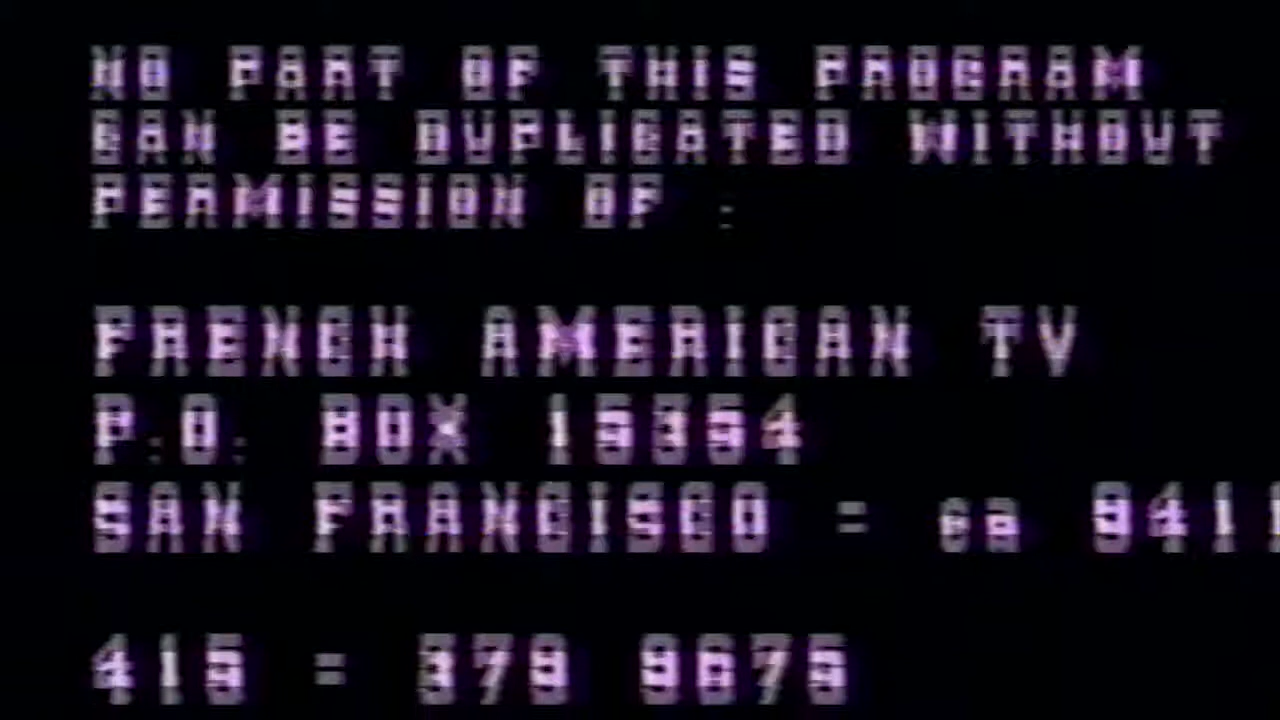 NO PART OF THIS PROGRAM
CAN BE DUPLICATED WITHOUT
PERMISSION OF :
FRENCH AMERICAN TV
P.O. BOX 15354
SAN FRANCISCO = ca 9411
415 = 379 9675